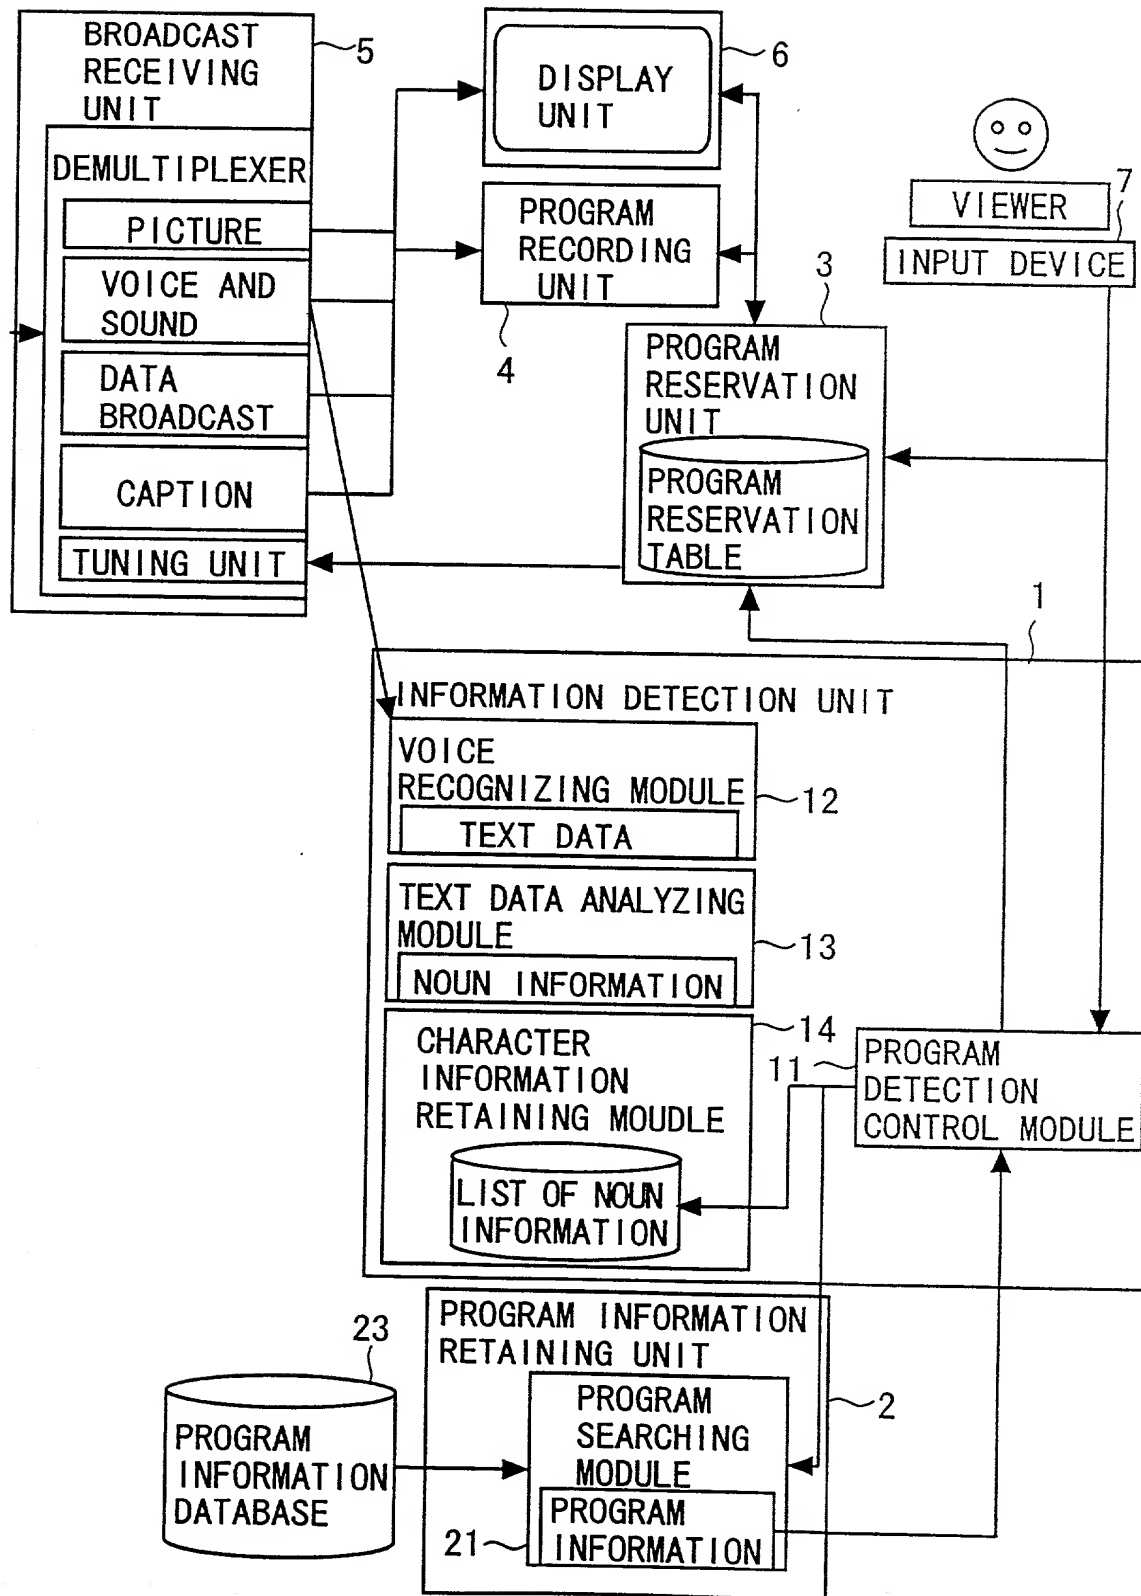 BROADCAST
RECEIVING
UNIT
5
DEMULTIPLEXER
PICTURE
VOICE AND
SOUND
DATA
BROADCAST
CAPTION
TUNING UNIT
DISPLAY
UNIT
6
PROGRAM
RECORDING
UNIT
4
VIEWER
7
INPUT DEVICE
3
PROGRAM
RESERVATION
UNIT
PROGRAM
RESERVATION
TABLE
1
INFORMATION DETECTION UNIT
VOICE
RECOGNIZING MODULE
12
TEXT DATA
TEXT DATA ANALYZING
MODULE
13
NOUN INFORMATION
14
CHARACTER
INFORMATION
RETAINING MOUDLE
LIST OF NOUN
INFORMATION
11
PROGRAM
DETECTION
CONTROL MODULE
PROGRAM INFORMATION
RETAINING UNIT
2
PROGRAM
SEARCHING
MODULE
21
PROGRAM
INFORMATION
23
PROGRAM
INFORMATION
DATABASE